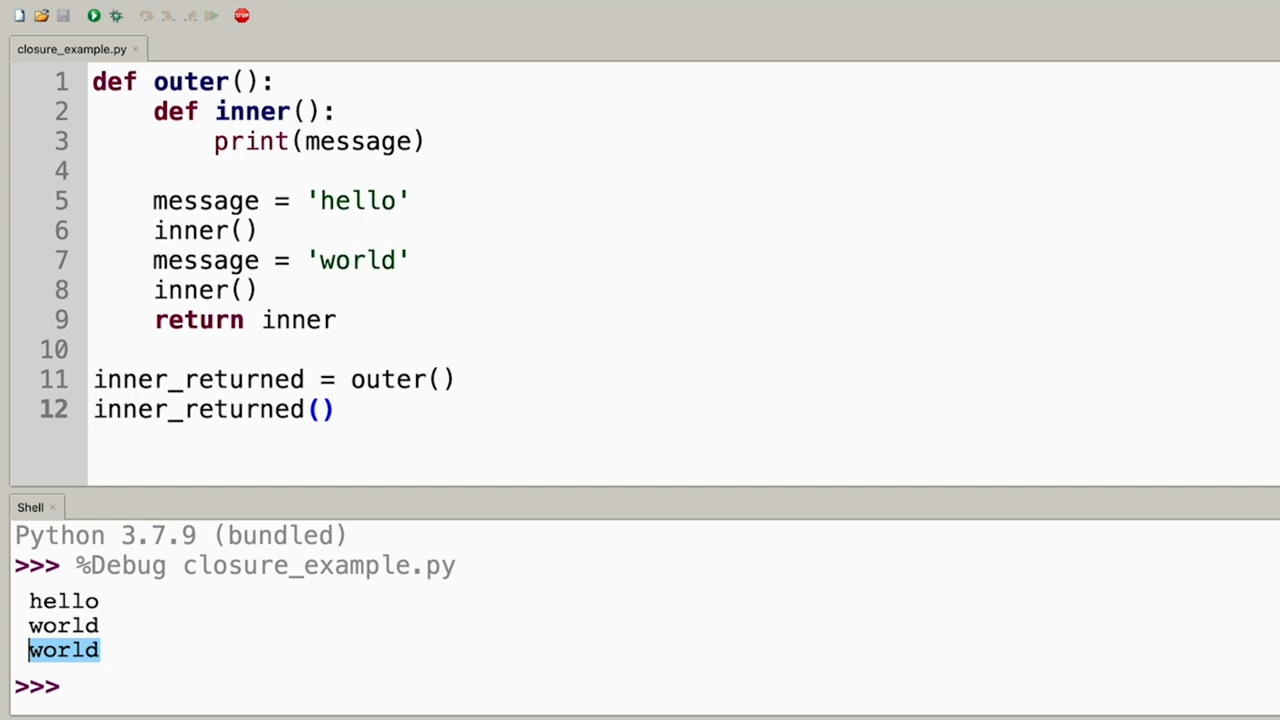 STOP
closure_example.py ×
1 def outer():
2     def inner():
3         print(message)
4
5     message = 'hello'
6     inner()
7     message = 'world'
8     inner()
9     return inner
10
11 inner_returned = outer()
12 inner_returned()
Shell ×
Python 3.7.9 (bundled)
>>> %Debug closure_example.py
hello
world
world
>>>